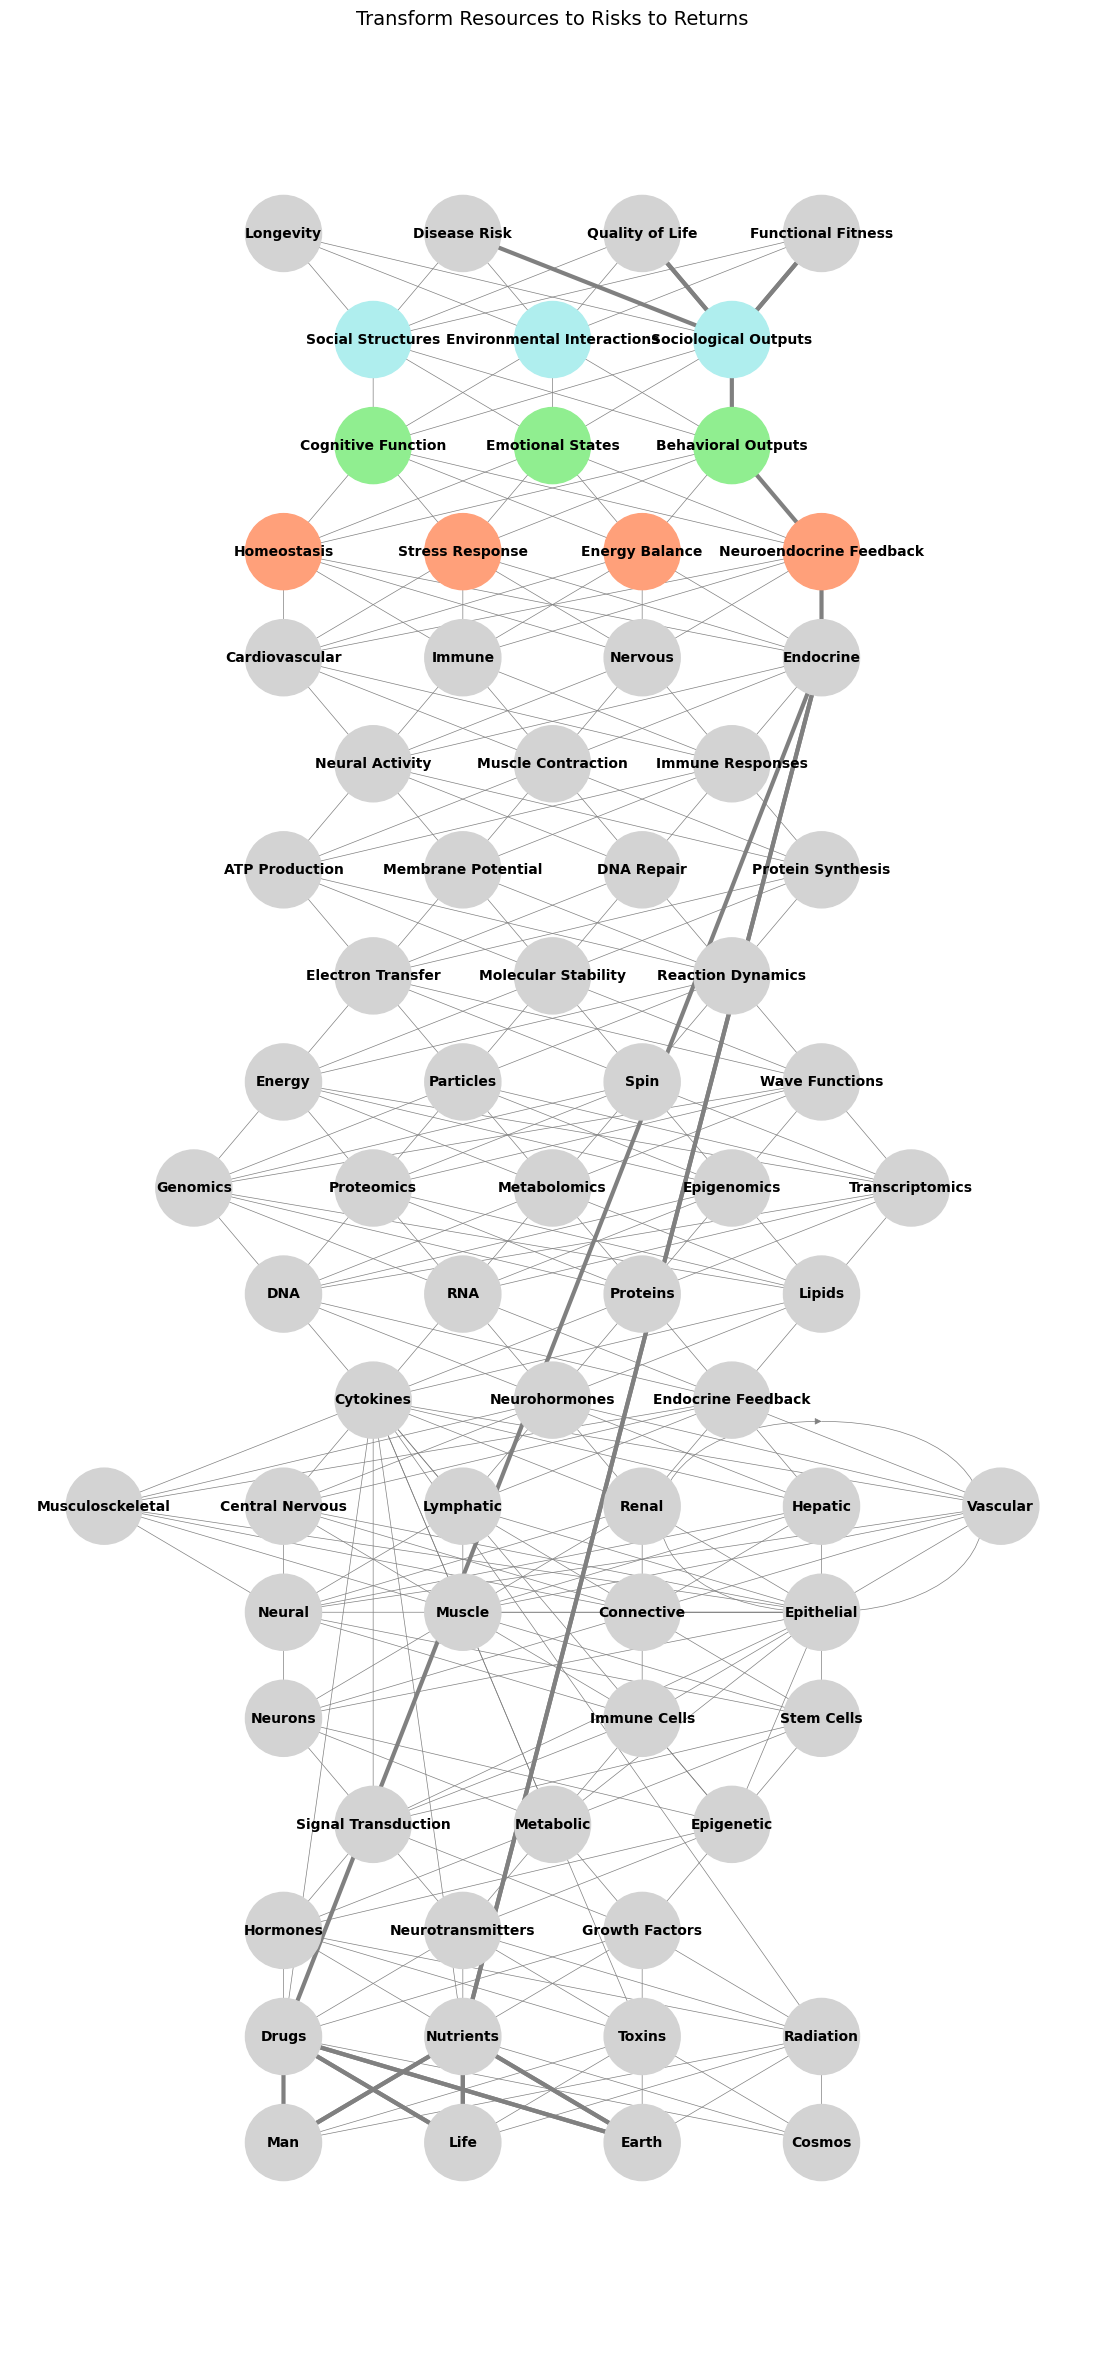 Transform Resources to Risks to Returns
Longevity
Disease Risk
Quality of Life
Functional Fitness
Social Structures
Environmental Interactions
Sociological Outputs
Cognitive Function
Emotional States
Behavioral Outputs
Homeostasis
Stress Response
Energy Balance
Neuroendocrine Feedback
Cardiovascular
Immune
Nervous
Endocrine
Neural Activity
Muscle Contraction
Immune Responses
ATP Production
Membrane Potential
DNA Repair
Protein Synthesis
Electron Transfer
Molecular Stability
Reaction Dynamics
Energy
Particles
Spin
Wave Functions
Genomics
Proteomics
Metabolomics
Epigenomics
Transcriptomics
DNA
RNA
Proteins
Lipids
Cytokines
Neurohormones
Endocrine Feedback
Musculosckeletal
Central Nervous
Lymphatic
Renal
Hepatic
Vascular
Neural
Muscle
Connective
Epithelial
Neurons
Immune Cells
Stem Cells
Signal Transduction
Metabolic
Epigenetic
Hormones
Neurotransmitters
Growth Factors
Drugs
Nutrients
Toxins
Radiation
Man
Life
Earth
Cosmos